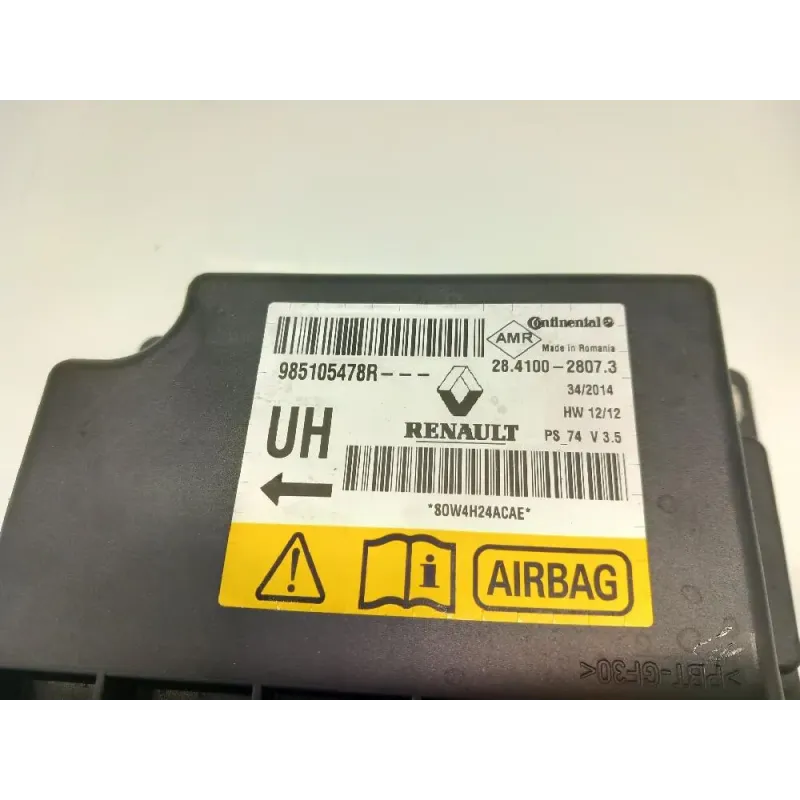 Continental
AMR
Made in Romania
985105478R---
28.4100-2807.3
34/2014
HW 12/12
UH
RENAULT
PS_74 V 3.5
*80W4H24ACAE*
i
AIRBAG